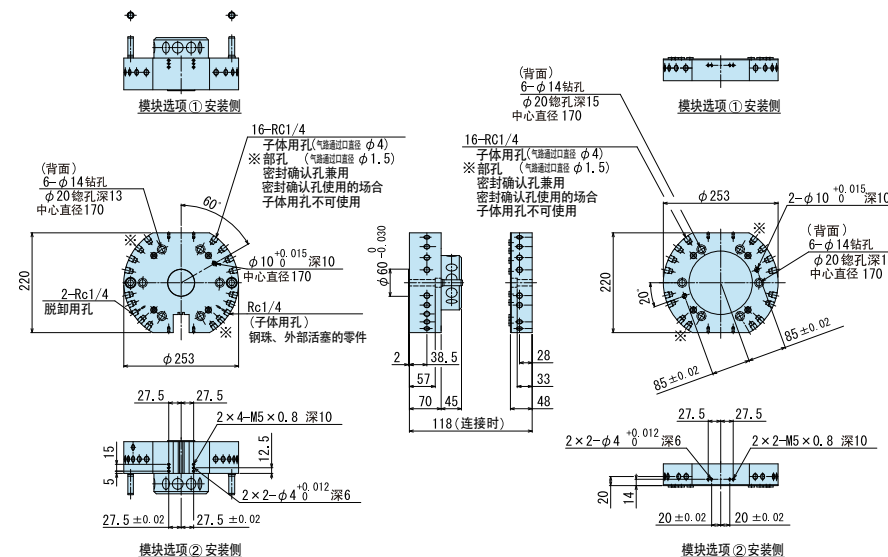 模块选项①安装侧
模块选项①安装侧
16-RC1/4
子体用孔(气路通过口直径 φ4)
※部孔 (气路通过口直径 φ1.5)
密封确认孔兼用
密封确认孔使用的场合
子体用孔不可使用
(背面)
6-φ14钻孔
φ20锪孔深13
中心直径170
60°
φ10 +0.015 0 深10
中心直径170
※
※
220
2-Rc1/4
脱卸用孔
Rc1/4
(子体用孔)
钢珠、外部活塞的零件
φ253
φ60 0 -0.030
2
38.5
57
70
45
118(连接时)
28
33
48
(背面)
6-φ14钻孔
φ20锪孔深15
中心直径170
16-RC1/4
子体用孔(气路通过口直径 φ4)
※部孔 (气路通过口直径 φ1.5)
密封确认孔兼用
密封确认孔使用的场合
子体用孔不可使用
φ253
2-φ10 +0.015 0 深10
(背面)
6-φ14钻孔
φ20锪孔深1
中心直径170
※
※
220
20°
85±0.02
85±0.02
27.5
27.5
2×4-M5×0.8 深10
15
5
12.5
2×2-φ4 +0.012 0 深6
27.5±0.02
27.5±0.02
模块选项②安装侧
27.5
27.5
2×2-φ4 +0.012 0 深6
2×2-M5×0.8 深10
20
14
20±0.02
20±0.02
模块选项②安装侧